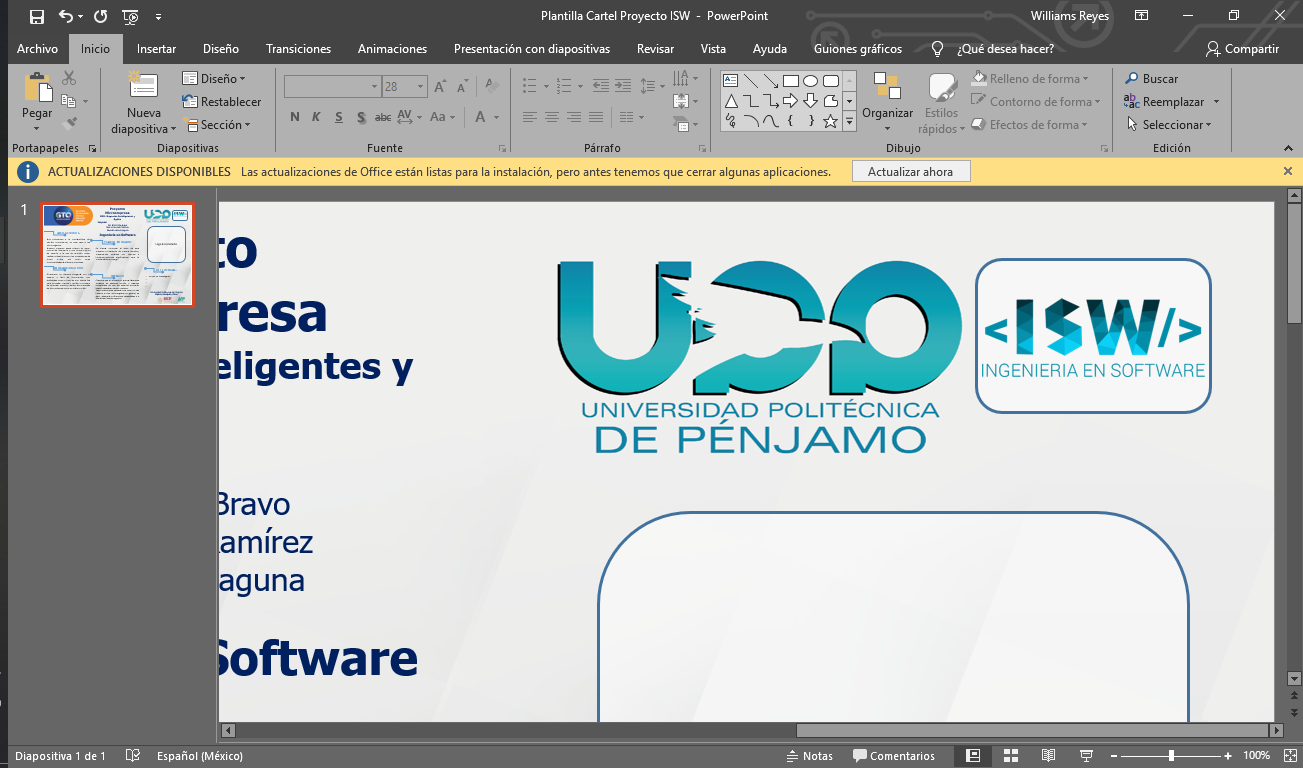 Plantilla Cartel Proyecto ISW - PowerPoint
Williams Reyes
Archivo Inicio Insertar Diseño Transiciones Animaciones Presentación con diapositivas Revisar Vista Ayuda Guiones gráficos ¿Qué desea hacer? Compartir
Pegar
Portapapeles
Nueva
diapositiva
Diseño
Restablecer
Sección
Diapositivas
28
N K S S abc AV Aa A
Fuente
Párrafo
Organizar
Estilos
rápidos
Relleno de forma
Contorno de forma
Efectos de forma
Dibujo
Buscar
Reemplazar
Seleccionar
Edición
ACTUALIZACIONES DISPONIBLES Las actualizaciones de Office están listas para la instalación, pero antes tenemos que cerrar algunas aplicaciones. Actualizar ahora
1
to
resa
eligentes y
Bravo
amírez
aguna
Software
UPP
UNIVERSIDAD POLITÉCNICA
DE PÉNJAMO
<ISW/>
INGENIERIA EN SOFTWARE
Diapositiva 1 de 1 Español (México) Notas Comentarios 100%